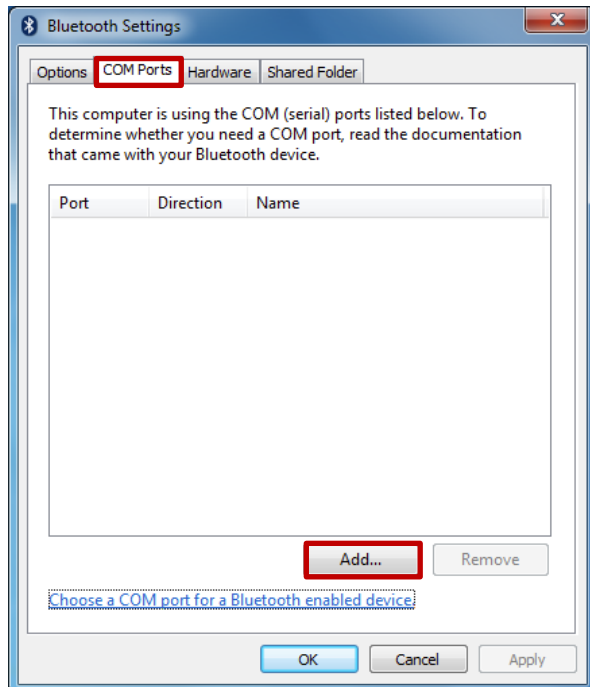 Bluetooth Settings
Options COM Ports Hardware Shared Folder
This computer is using the COM (serial) ports listed below. To
determine whether you need a COM port, read the documentation
that came with your Bluetooth device.
Port Direction Name
Add... Remove
Choose a COM port for a Bluetooth enabled device.
OK Cancel Apply